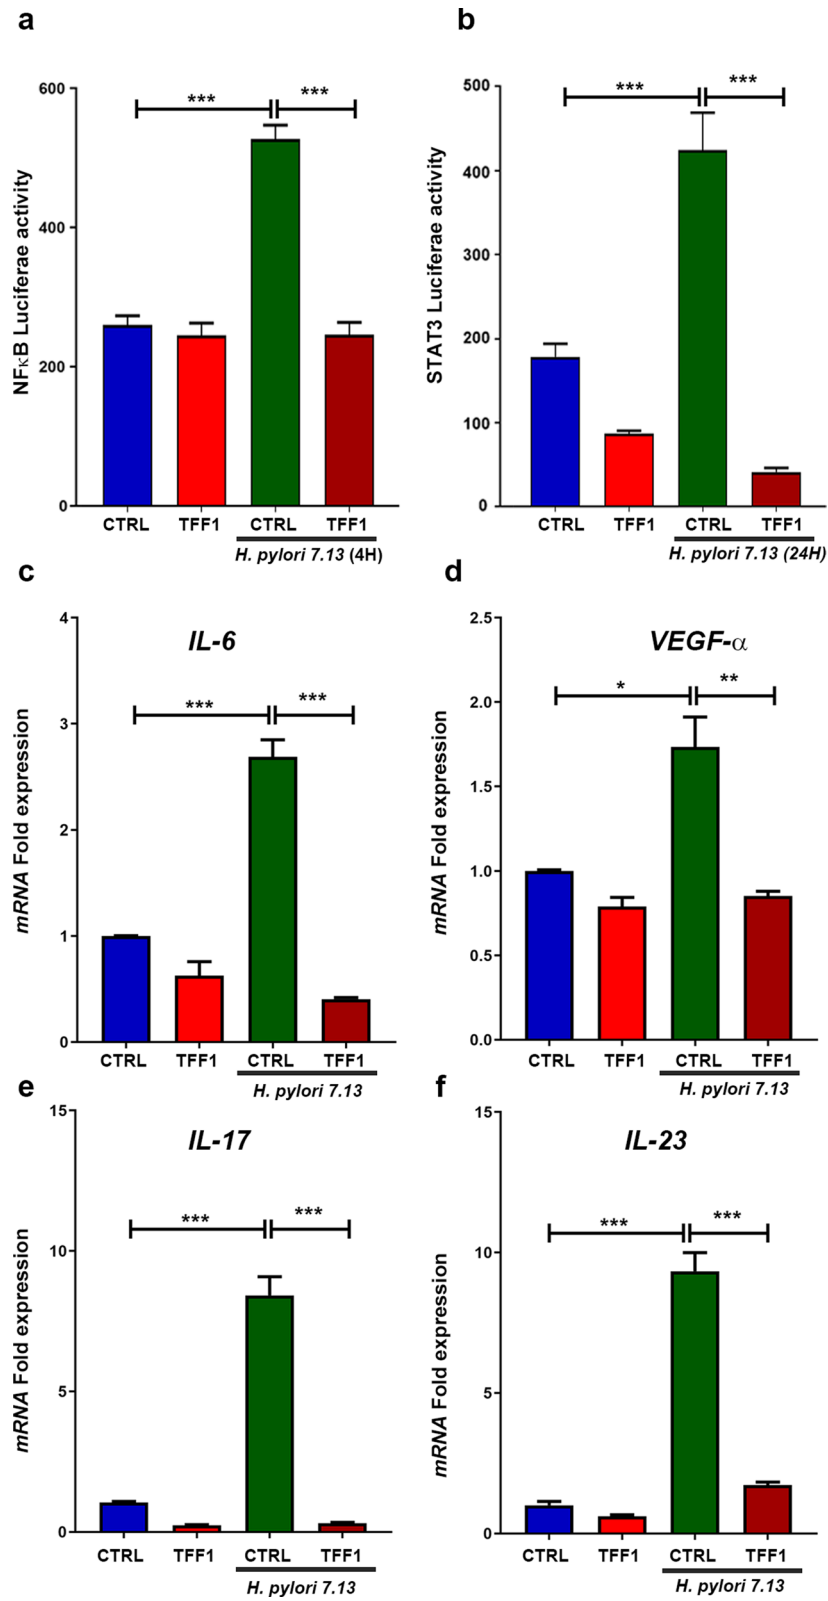 a
NFκB Luciferae activity
600
400
200
0
***
***
CTRL
TFF1
CTRL
TFF1
H. pylori 7.13 (4H)
b
STAT3 Luciferae activity
500
400
300
200
100
0
***
***
CTRL
TFF1
CTRL
TFF1
H. pylori 7.13 (24H)
c
IL-6
mRNA Fold expression
4
3
2
1
0
***
***
CTRL
TFF1
CTRL
TFF1
H. pylori 7.13
d
VEGF-α
mRNA Fold expression
2.5
2.0
1.5
1.0
0.5
0.0
*
**
CTRL
TFF1
CTRL
TFF1
H. pylori 7.13
e
IL-17
mRNA Fold expression
15
10
5
0
***
***
CTRL
TFF1
CTRL
TFF1
H. pylori 7.13
f
IL-23
mRNA Fold expression
15
10
5
0
***
***
CTRL
TFF1
CTRL
TFF1
H. pylori 7.13